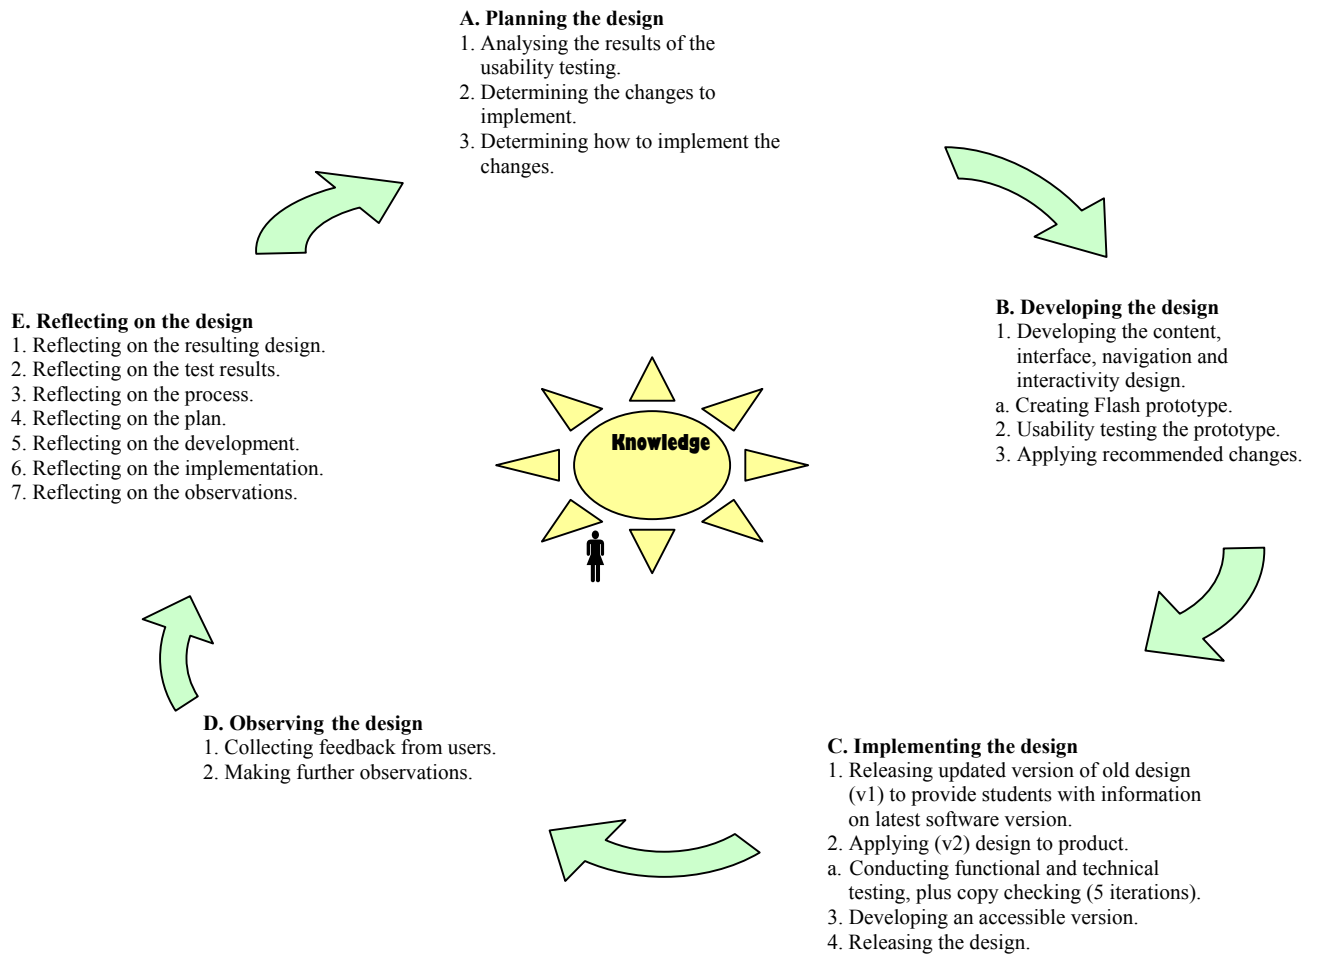 A. Planning the design
1. Analysing the results of the
usability testing.
2. Determining the changes to
implement.
3. Determining how to implement the
changes.
B. Developing the design
1. Developing the content,
interface, navigation and
interactivity design.
a. Creating Flash prototype.
2. Usability testing the prototype.
3. Applying recommended changes.
C. Implementing the design
1. Releasing updated version of old design
(v1) to provide students with information
on latest software version.
2. Applying (v2) design to product.
a. Conducting functional and technical
testing, plus copy checking (5 iterations).
3. Developing an accessible version.
4. Releasing the design.
D. Observing the design
1. Collecting feedback from users.
2. Making further observations.
E. Reflecting on the design
1. Reflecting on the resulting design.
2. Reflecting on the test results.
3. Reflecting on the process.
4. Reflecting on the plan.
5. Reflecting on the development.
6. Reflecting on the implementation.
7. Reflecting on the observations.
Knowledge